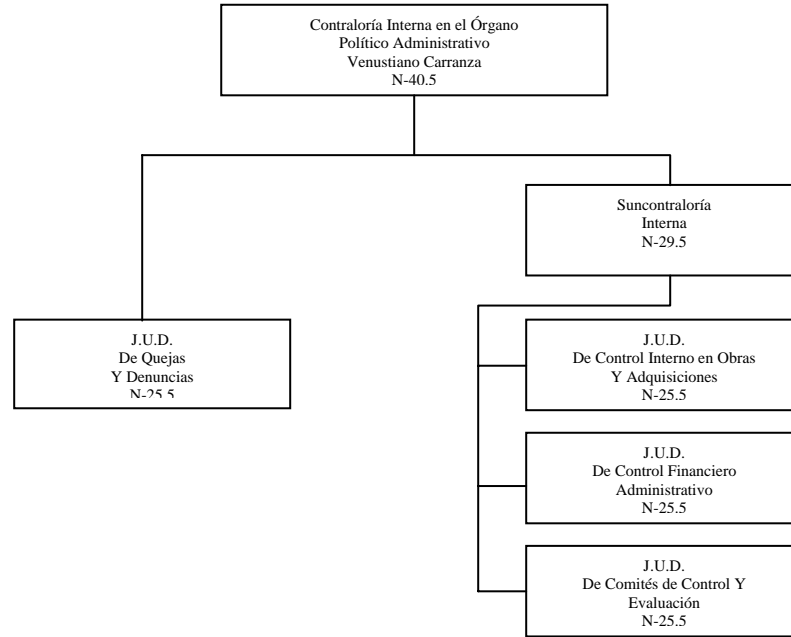 Contraloría Interna en el Órgano
Político Administrativo
Venustiano Carranza
N-40.5
Suncontraloría
Interna
N-29.5
J.U.D.
De Quejas
Y Denuncias
N-25.5
J.U.D.
De Control Interno en Obras
Y Adquisiciones
N-25.5
J.U.D.
De Control Financiero
Administrativo
N-25.5
J.U.D.
De Comités de Control Y
Evaluación
N-25.5